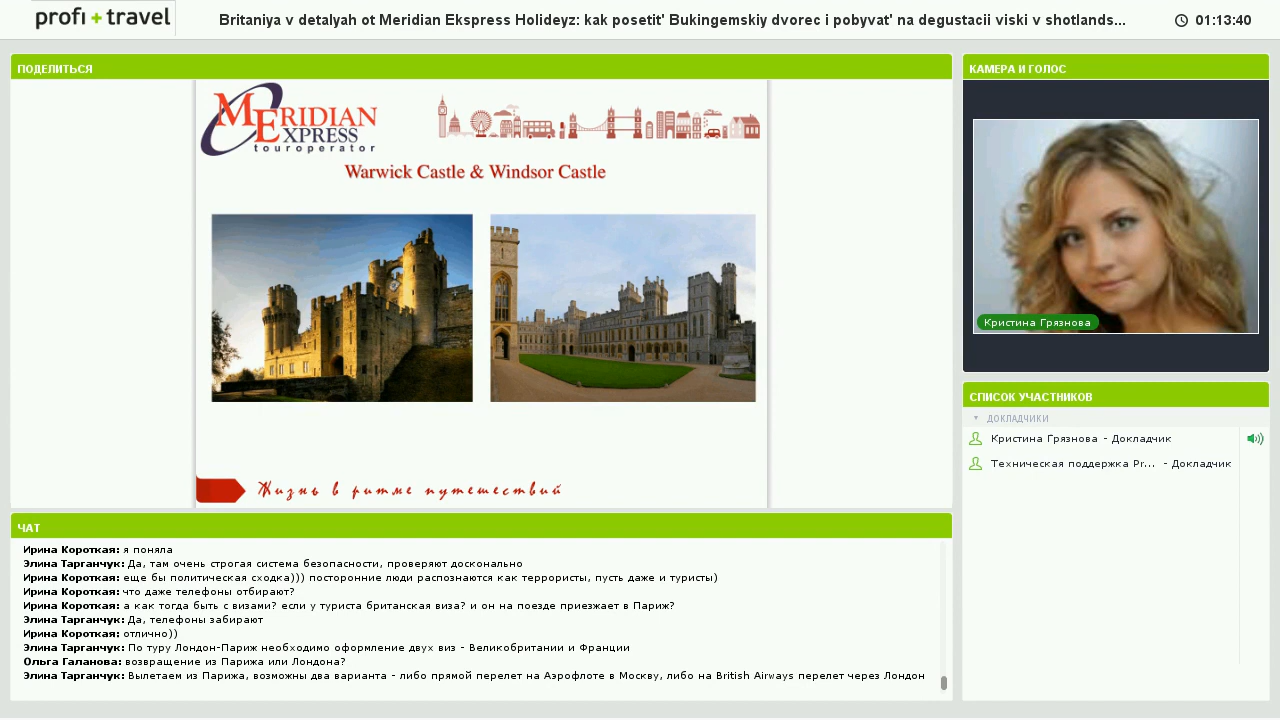 profi + travel
Britaniya v detalyah ot Meridian Ekspress Holideyz: kak posetit' Bukingemskiy dvorec i pobyvat' na degustacii viski v shotlands...
01:13:40
ПОДЕЛИТЬСЯ
MERIDIAN
EXPRESS
touroperator
Warwick Castle & Windsor Castle
Жизнь в ритме путешествий
КАМЕРА И ГОЛОС
Кристина Грязнова
СПИСОК УЧАСТНИКОВ
ДОКЛАДЧИКИ
Кристина Грязнова - Докладчик
Техническая поддержка Pr... - Докладчик
ЧАТ
Ирина Короткая: я поняла
Элина Тарганчук: Да, там очень строгая система безопасности, проверяют досконально
Ирина Короткая: еще бы политическая сходка))) посторонние люди распознаются как террористы, пусть даже и туристы)
Ирина Короткая: что даже телефоны отбирают?
Ирина Короткая: а как тогда быть с визами? если у туриста британская виза? и он на поезде приезжает в Париж?
Элина Тарганчук: Да, телефоны забирают
Ирина Короткая: отлично))
Элина Тарганчук: По туру Лондон-Париж необходимо оформление двух виз - Великобритании и Франции
Ольга Галанова: возвращение из Парижа или Лондона?
Элина Тарганчук: Вылетаем из Парижа, возможны два варианта - либо прямой перелет на Аэрофлоте в Москву, либо на British Airways перелет через Лондон